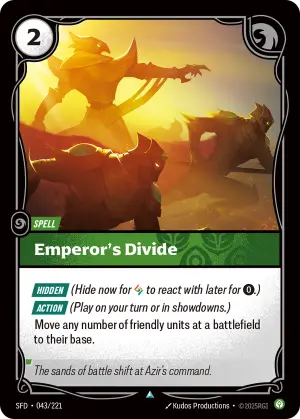 2
SPELL
Emperor's Divide
HIDDEN (Hide now for to react with later for 0.)
ACTION (Play on your turn or in showdowns.)
Move any number of friendly units at a battlefield
to their base.
The sands of battle shift at Azir's command.
SFD • 043/221 Kudos Productions • ©2025RGI